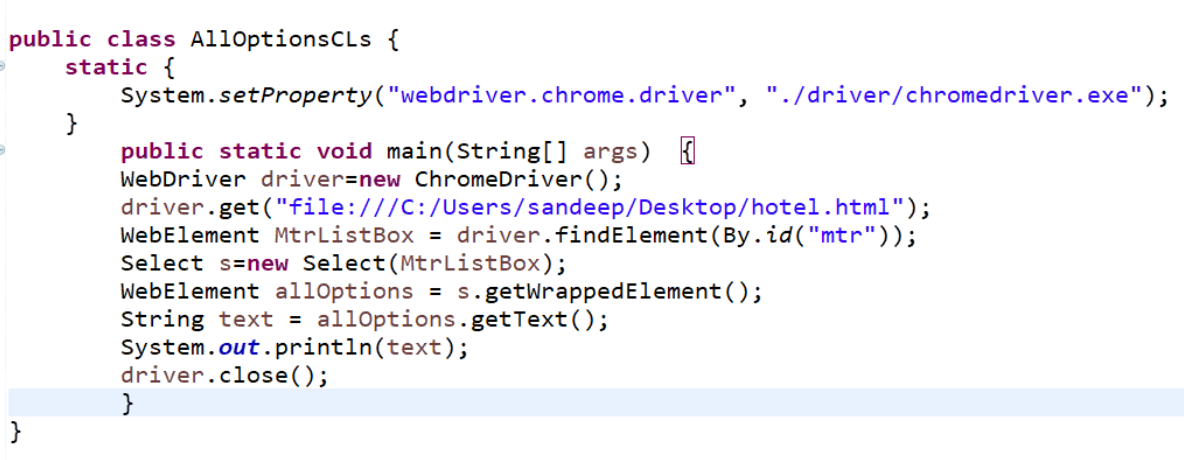 public class AllOptionsCLs {
static {
System.setProperty("webdriver.chrome.driver", "./driver/chromedriver.exe");
}
public static void main(String[] args)  {
WebDriver driver=new ChromeDriver();
driver.get("file:///C:/Users/sandeep/Desktop/hotel.html");
WebElement MtrListBox = driver.findElement(By.id("mtr"));
Select s=new Select(MtrListBox);
WebElement allOptions = s.getWrappedElement();
String text = allOptions.getText();
System.out.println(text);
driver.close();
}
}